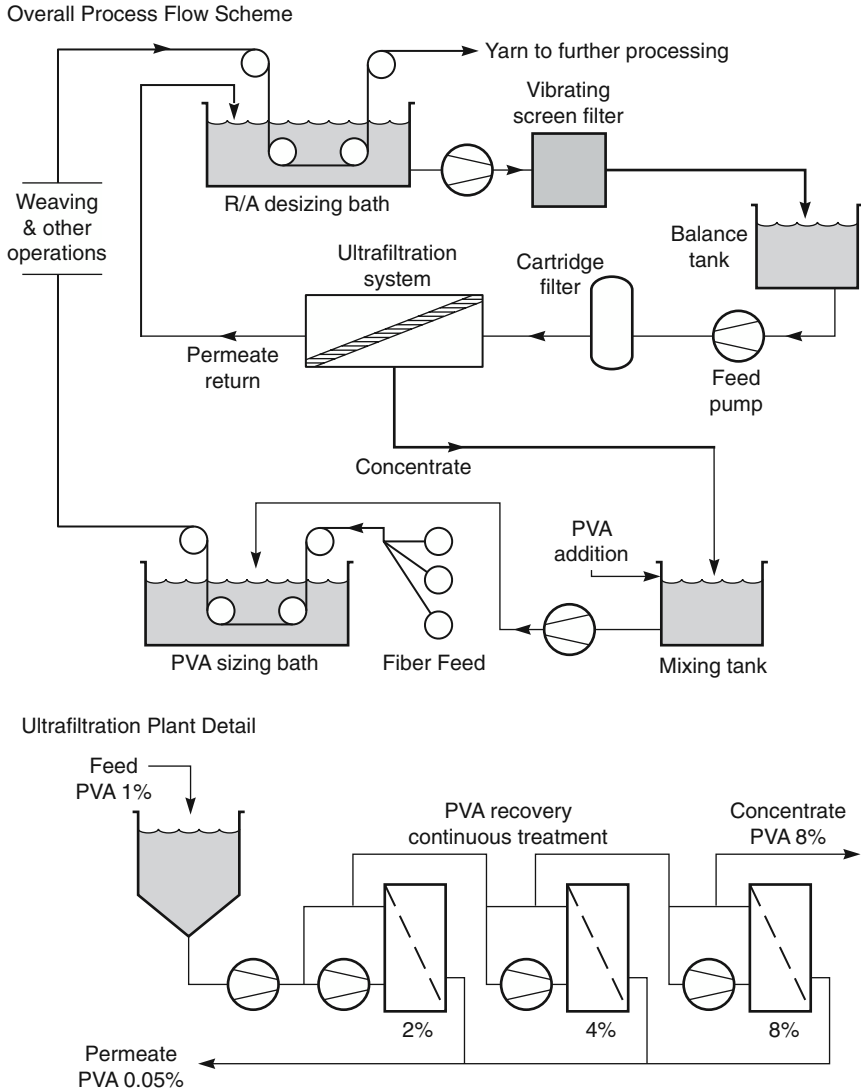 Overall Process Flow Scheme
Yarn to further processing
Vibrating
screen filter
R/A desizing bath
Weaving
& other
operations
Balance
tank
Ultrafiltration
system
Cartridge
filter
Permeate
return
Feed
pump
Concentrate
PVA
addition
PVA sizing bath
Fiber Feed
Mixing tank
Ultrafiltration Plant Detail
Feed
PVA 1%
PVA recovery
continuous treatment
Concentrate
PVA 8%
2%
4%
8%
Permeate
PVA 0.05%